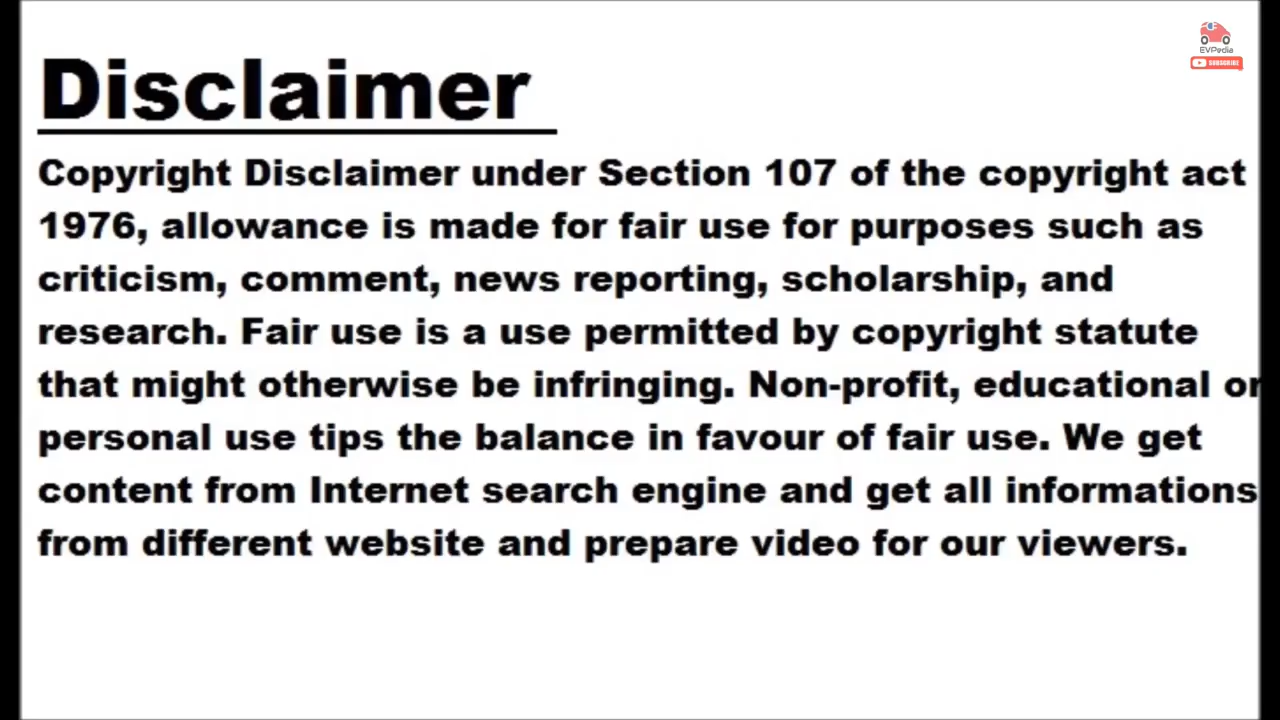 EVPedia
SUBSCRIBE
Disclaimer
Copyright Disclaimer under Section 107 of the copyright act
1976, allowance is made for fair use for purposes such as
criticism, comment, news reporting, scholarship, and
research. Fair use is a use permitted by copyright statute
that might otherwise be infringing. Non-profit, educational or
personal use tips the balance in favour of fair use. We get
content from Internet search engine and get all informations
from different website and prepare video for our viewers.